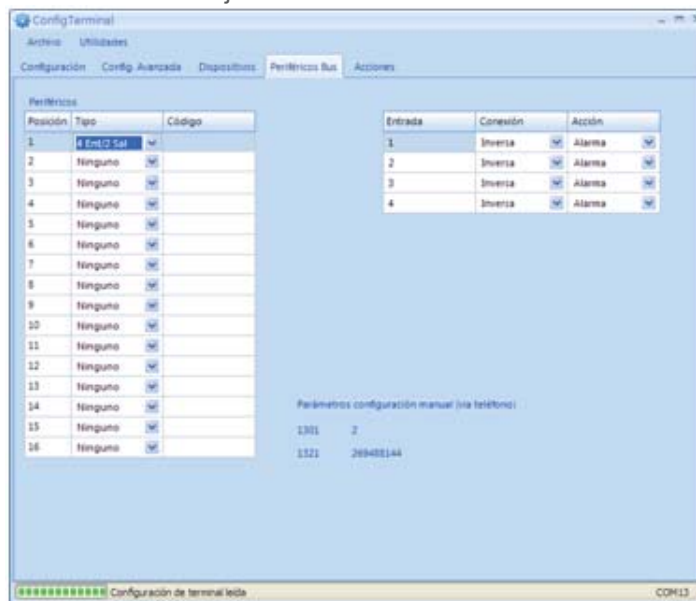 ConfigTerminal
Archivo Utilidades
Configuración Config. Avanzada Dispositivos Periféricos Bus Acciones
Periféricos
Posición Tipo Código Entrada Conexión Acción
1 4 Ent/2 Sal 1 Inversa Alarma
2 Ninguno 2 Inversa Alarma
3 Ninguno 3 Inversa Alarma
4 Ninguno 4 Inversa Alarma
5 Ninguno
6 Ninguno
7 Ninguno
8 Ninguno
9 Ninguno
10 Ninguno
11 Ninguno
12 Ninguno
13 Ninguno
14 Ninguno
15 Ninguno
16 Ninguno
Parámetros configuración manual (vía teléfono)
1301 2
1321 269488144
Configuración de terminal leída COM13